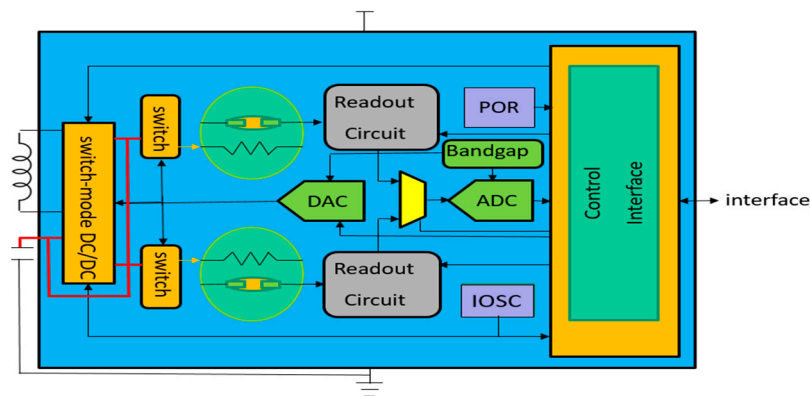 switch-mode DC/DC
switch
Readout
Circuit
POR
Bandgap
DAC
ADC
Control
Interface
interface
switch
Readout
Circuit
IOSC